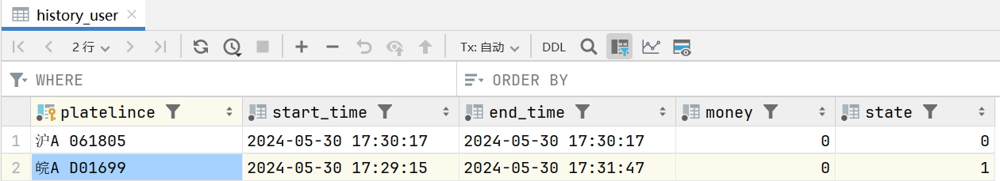 history_user
2 行 Tx: 自动 DDL
WHERE ORDER BY
platelince start_time end_time money state
1 沪A 061805 2024-05-30 17:30:17 2024-05-30 17:30:17 0 0
2 皖A D01699 2024-05-30 17:29:15 2024-05-30 17:31:47 0 1